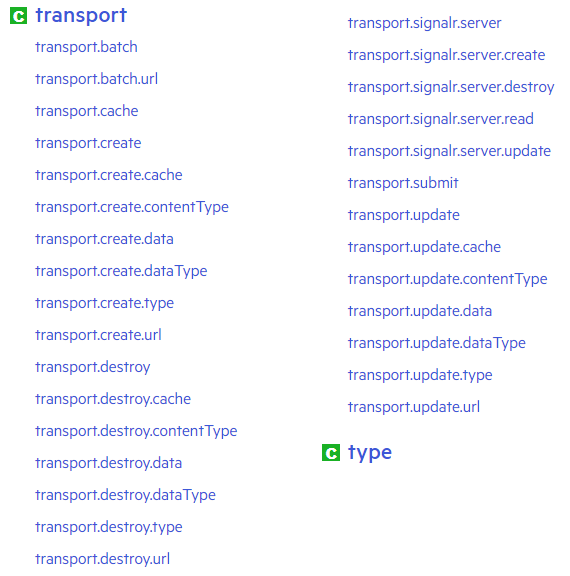 C transport
transport.batch
transport.batch.url
transport.cache
transport.create
transport.create.cache
transport.create.contentType
transport.create.data
transport.create.dataType
transport.create.type
transport.create.url
transport.destroy
transport.destroy.cache
transport.destroy.contentType
transport.destroy.data
transport.destroy.dataType
transport.destroy.type
transport.destroy.url
transport.signalr.server
transport.signalr.server.create
transport.signalr.server.destroy
transport.signalr.server.read
transport.signalr.server.update
transport.submit
transport.update
transport.update.cache
transport.update.contentType
transport.update.data
transport.update.dataType
transport.update.type
transport.update.url
C type